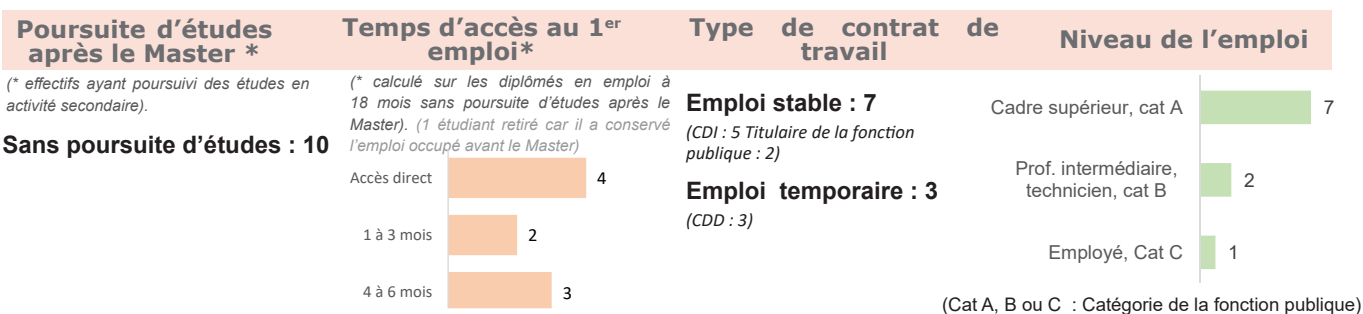 Poursuite d’études
après le Master *
(* effectifs ayant poursuivi des études en
activité secondaire).
Sans poursuite d’études : 10
Temps d’accès au 1er
emploi*
(* calculé sur les diplômés en emploi à
18 mois sans poursuite d’études après le
Master). (1 étudiant retiré car il a conservé
l’emploi occupé avant le Master)
Accès direct 4
1 à 3 mois 2
4 à 6 mois 3
Type de contrat de
travail
Emploi stable : 7
(CDI : 5 Titulaire de la fonction
publique : 2)
Emploi temporaire : 3
(CDD : 3)
Niveau de l’emploi
Cadre supérieur, cat A 7
Prof. intermédiaire,
technicien, cat B 2
Employé, Cat C 1
(Cat A, B ou C : Catégorie de la fonction publique)